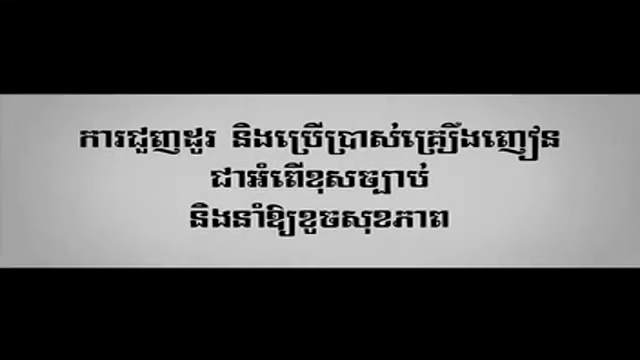 ការជួញដូរ និងប្រើប្រាស់គ្រឿងញៀន
ជាអំពើខុសច្បាប់
និងនាំឱ្យខូចសុខភាព